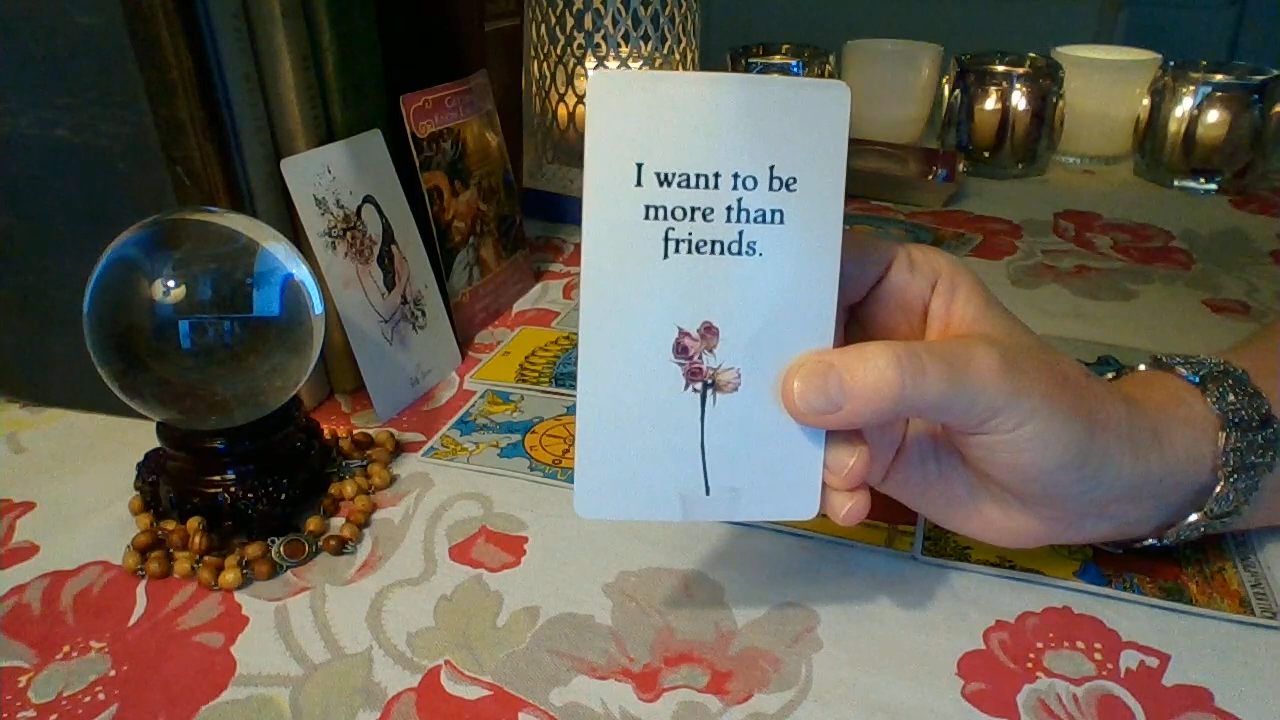 I want to be
more than
friends.